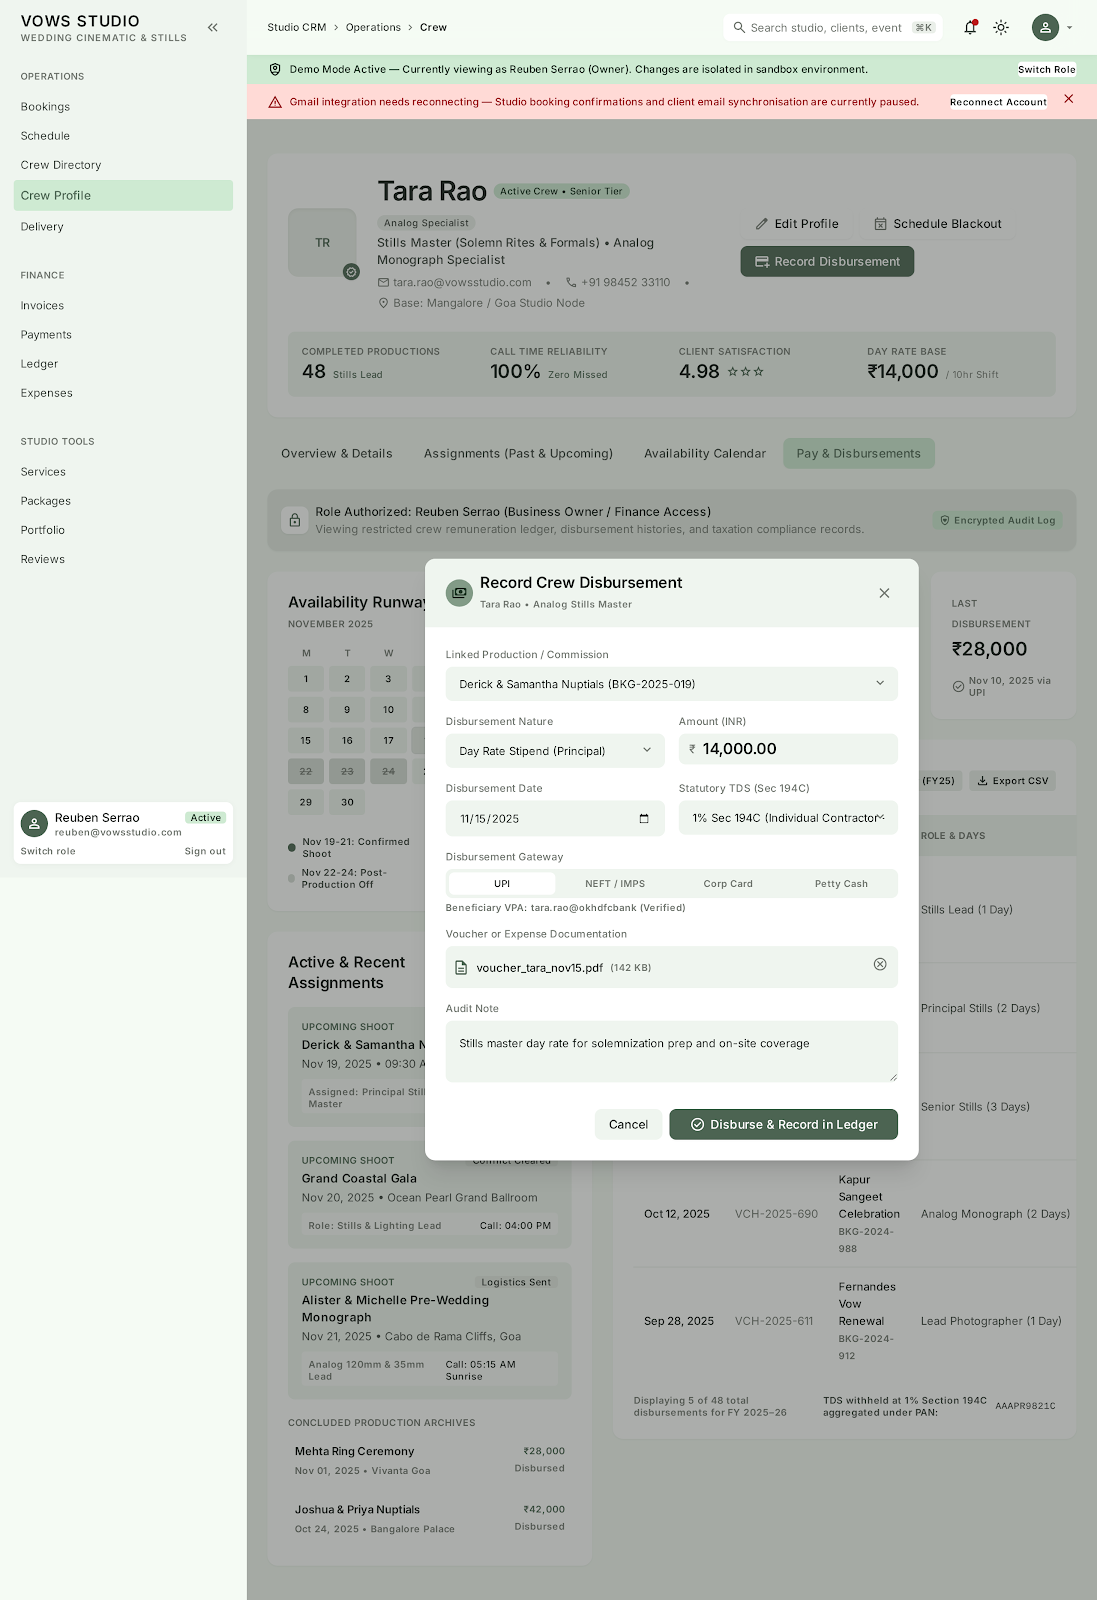 VOWS STUDIO
WEDDING CINEMATIC & STILLS
OPERATIONS
Bookings
Schedule
Crew Directory
Crew Profile
Delivery
FINANCE
Invoices
Payments
Ledger
Expenses
STUDIO TOOLS
Services
Packages
Portfolio
Reviews
Reuben Serrao
Active
reuben@vowsstudio.com
Switch role
Sign out
Studio CRM › Operations › Crew
Search studio, clients, event
⌘K
Demo Mode Active — Currently viewing as Reuben Serrao (Owner). Changes are isolated in sandbox environment.
Switch Role
Gmail integration needs reconnecting — Studio booking confirmations and client email synchronisation are currently paused.
Reconnect Account
TR
Tara Rao
Active Crew • Senior Tier
Analog Specialist
Stills Master (Solemn Rites & Formals) • Analog
Monograph Specialist
tara.rao@vowsstudio.com • +91 98452 33110 •
Base: Mangalore / Goa Studio Node
Edit Profile
Schedule Blackout
Record Disbursement
COMPLETED PRODUCTIONS
48 Stills Lead
CALL TIME RELIABILITY
100% Zero Missed
CLIENT SATISFACTION
4.98
DAY RATE BASE
₹14,000 / 10hr Shift
Overview & Details
Assignments (Past & Upcoming)
Availability Calendar
Pay & Disbursements
Role Authorized: Reuben Serrao (Business Owner / Finance Access)
Viewing restricted crew remuneration ledger, disbursement histories, and taxation compliance records.
Encrypted Audit Log
Availability Runway
NOVEMBER 2025
M T W
1 2 3
8 9 10
15 16 17
22 23 24
29 30
Nov 19-21: Confirmed
Shoot
Nov 22-24: Post-
Production Off
LAST
DISBURSEMENT
₹28,000
Nov 10, 2025 via
UPI
(FY25)
Export CSV
ROLE & DAYS
Stills Lead (1 Day)
Principal Stills (2 Days)
Senior Stills (3 Days)
Record Crew Disbursement
Tara Rao • Analog Stills Master
Linked Production / Commission
Derick & Samantha Nuptials (BKG-2025-019)
Disbursement Nature
Day Rate Stipend (Principal)
Amount (INR)
₹ 14,000.00
Disbursement Date
11/15/2025
Statutory TDS (Sec 194C)
1% Sec 194C (Individual Contractor
Disbursement Gateway
UPI
NEFT / IMPS
Corp Card
Petty Cash
Beneficiary VPA: tara.rao@okhdfcbank (Verified)
Voucher or Expense Documentation
voucher_tara_nov15.pdf (142 KB)
Audit Note
Stills master day rate for solemnization prep and on-site coverage
Cancel
Disburse & Record in Ledger
Active & Recent
Assignments
UPCOMING SHOOT
Derick & Samantha N
Nov 19, 2025 • 09:30 A
Assigned: Principal Stil
Master
UPCOMING SHOOT
Conflict Cleared
Grand Coastal Gala
Nov 20, 2025 • Ocean Pearl Grand Ballroom
Role: Stills & Lighting Lead
Call: 04:00 PM
UPCOMING SHOOT
Logistics Sent
Alister & Michelle Pre-Wedding
Monograph
Nov 21, 2025 • Cabo de Rama Cliffs, Goa
Analog 120mm & 35mm
Lead
Call: 05:15 AM
Sunrise
CONCLUDED PRODUCTION ARCHIVES
Mehta Ring Ceremony
₹28,000
Nov 01, 2025 • Vivanta Goa
Disbursed
Joshua & Priya Nuptials
₹42,000
Oct 24, 2025 • Bangalore Palace
Disbursed
Oct 12, 2025
VCH-2025-690
Kapur
Sangeet
Celebration
BKG-2024-
988
Analog Monograph (2 Days)
Sep 28, 2025
VCH-2025-611
Fernandes
Vow
Renewal
BKG-2024-
912
Lead Photographer (1 Day)
Displaying 5 of 48 total
disbursements for FY 2025–26
TDS withheld at 1% Section 194C
aggregated under PAN:
AAAPR9821C